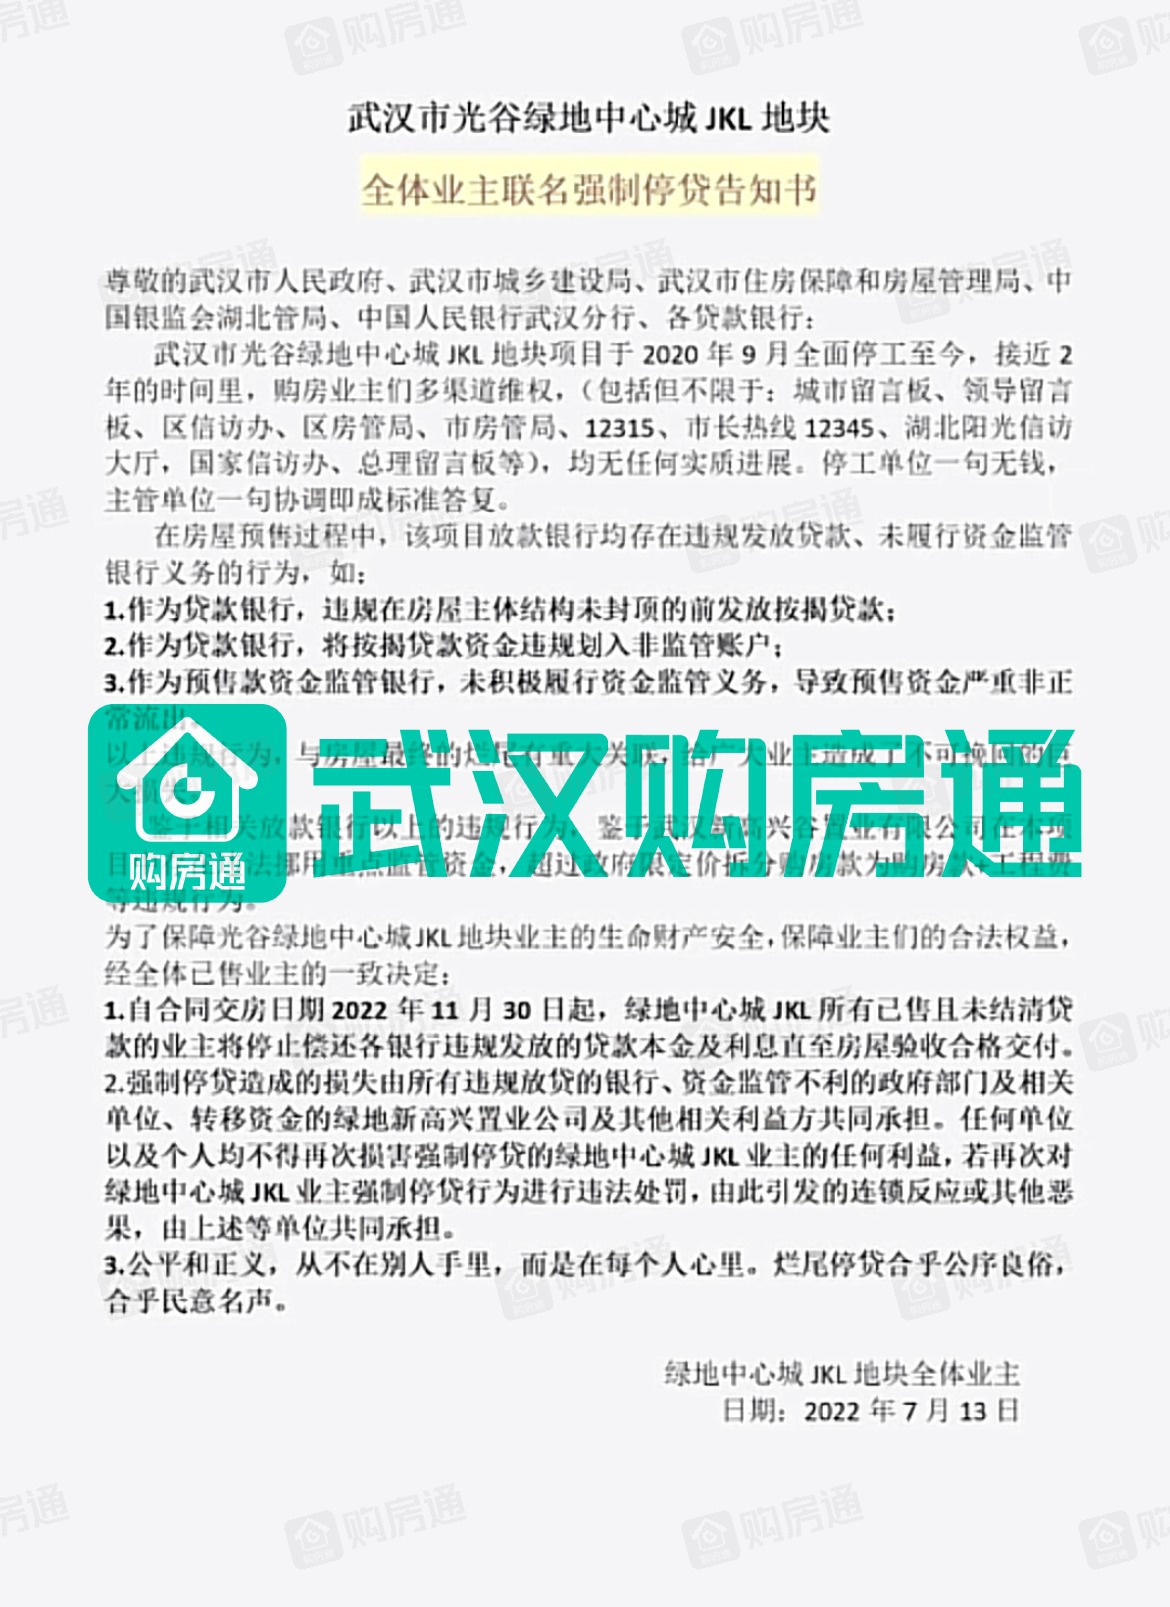 武汉市光谷绿地中心城 JKL 地块
全体业主联名强制停贷告知书
尊敬的武汉市人民政府、武汉市城乡建设局、武汉市住房保障和房屋管理局、中
国银监会湖北管局、中国人民银行武汉分行、各贷款银行：
武汉市光谷绿地中心城 JKL 地块项目于 2020 年 9 月全面停工至今，接近 2
年的时间里，购房业主们多渠道维权，（包括但不限于：城市留言板、领导留言
板、区信访办、区房管局、市房管局、12315、市长热线 12345、湖北阳光信访
大厅，国家信访办、总理留言板等），均无任何实质进展。停工单位一句无钱，
主管单位一句协调即成标准答复。
在房屋预售过程中，该项目放款银行均存在违规发放贷款、未履行资金监管
银行义务的行为，如：
1.作为贷款银行，违规在房屋主体结构未封顶的前发放按揭贷款；
2.作为贷款银行，将按揭贷款资金违规划入非监管账户；
3.作为预售款资金监管银行，未积极履行资金监管义务，导致预售资金严重非正
常流出
以上违规行为，与房屋最终的烂尾有重大关联，给广大业主造成了不可挽回的巨
大损失
武汉购房通
购房通
鉴于相关放款银行以上的违规行为，鉴于武汉新高兴谷置业有限公司在本项
目 法挪用重点监管资金，超过政府限定价拆分购房款为购房款+工程费
等违规行为。
为了保障光谷绿地中心城 JKL 地块业主的生命财产安全，保障业主们的合法权益，
经全体已售业主的一致决定：
1.自合同交房日期 2022 年 11 月 30 日起，绿地中心城 JKL 所有已售且未结清贷
款的业主将停止偿还各银行违规发放的贷款本金及利息直至房屋验收合格交付。
2.强制停贷造成的损失由所有违规放贷的银行、资金监管不利的政府部门及相关
单位、转移资金的绿地新高兴置业公司及其他相关利益方共同承担。任何单位
以及个人均不得再次损害强制停贷的绿地中心城 JKL 业主的任何利益，若再次对
绿地中心城 JKL 业主强制停贷行为进行违法处罚，由此引发的连锁反应或其他恶
果，由上述等单位共同承担。
3.公平和正义，从不在别人手里，而是在每个人心里。烂尾停贷合乎公序良俗，
合乎民意名声。
绿地中心城 JKL 地块全体业主
日期：2022 年 7 月 13 日